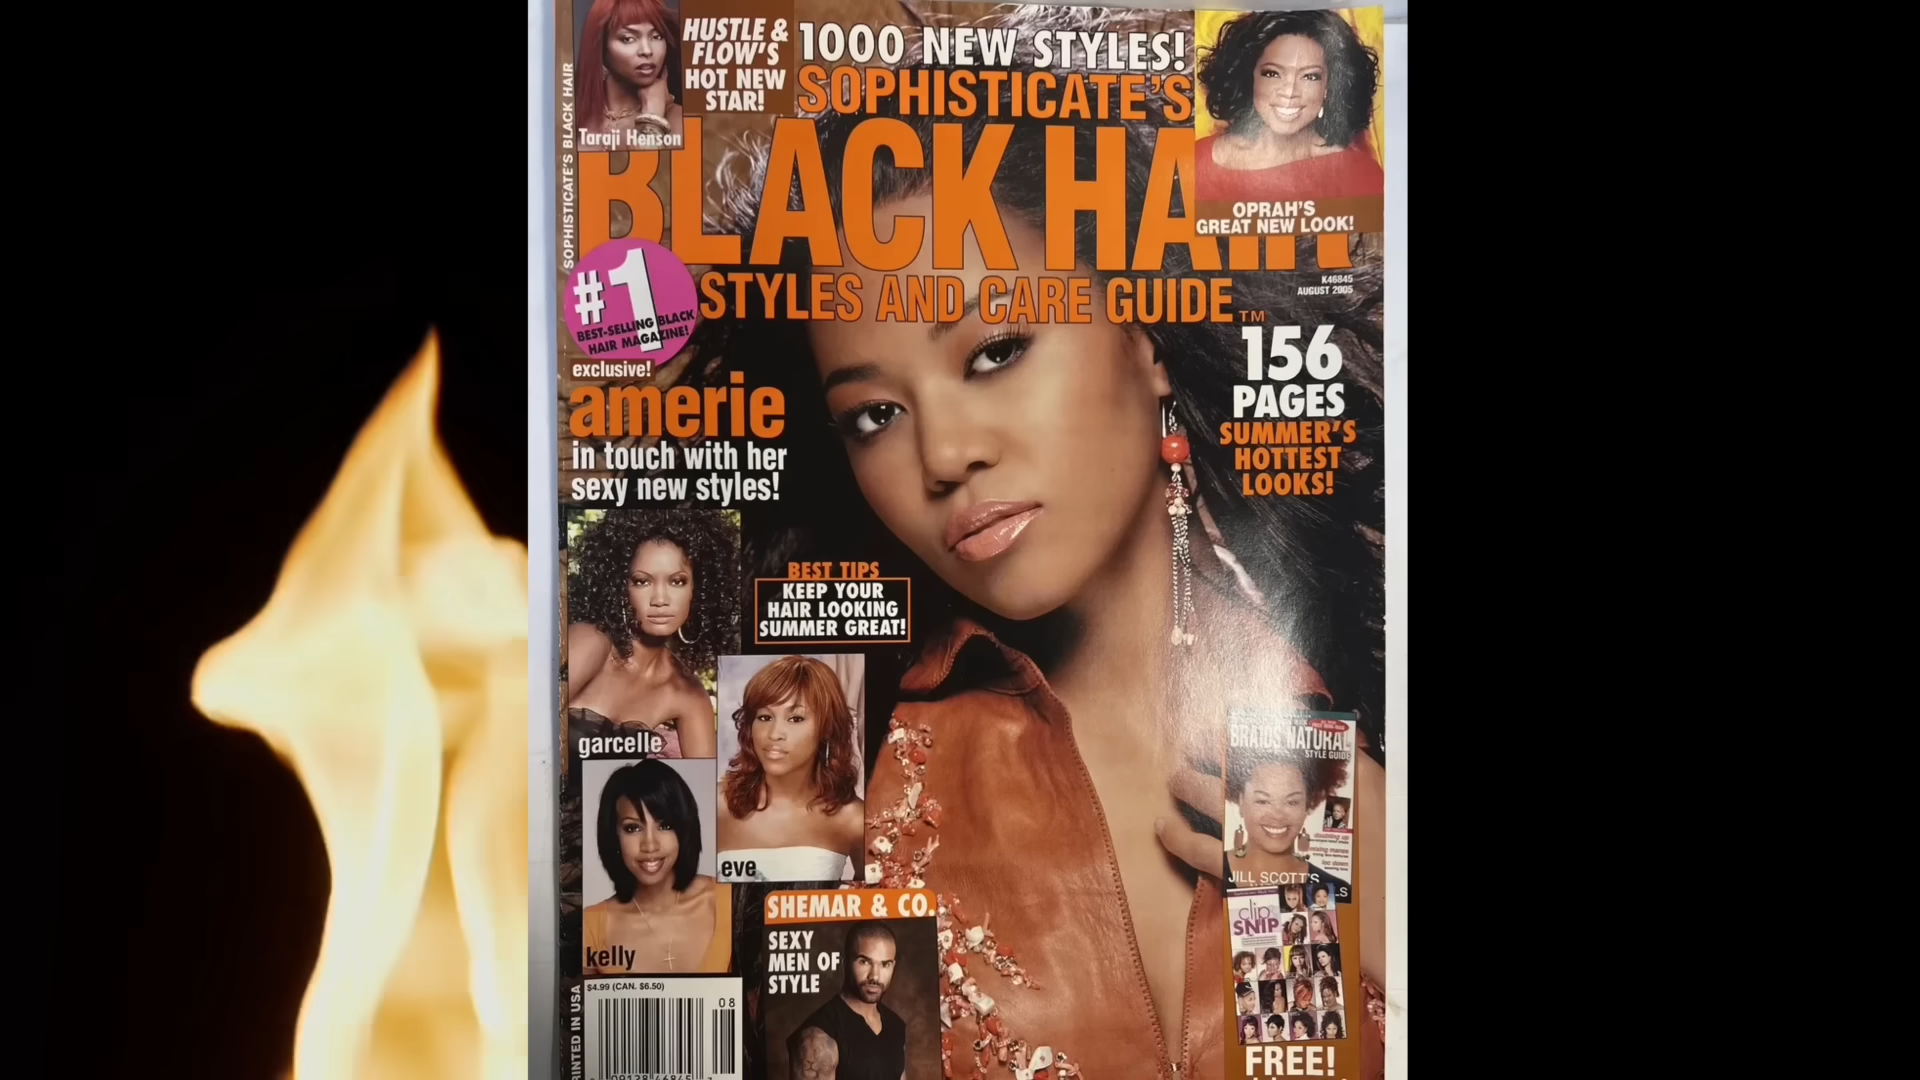 SOPHISTICATE'S BLACK HAIR
HUSTLE &
FLOW'S
HOT NEW
STAR!
Taraji Henson
1000 NEW STYLES!
SOPHISTICATE'S
BLACK HAIR
STYLES AND CARE GUIDE™
OPRAH'S
GREAT NEW LOOK!
K46845
AUGUST 2005
#1
BEST-SELLING BLACK
HAIR MAGAZINE!
exclusive!
amerie
in touch with her
sexy new styles!
156
PAGES
SUMMER'S
HOTTEST
LOOKS!
BEST TIPS
KEEP YOUR
HAIR LOOKING
SUMMER GREAT!
garcelle
eve
kelly
SHEMAR & CO.
SEXY
MEN OF
STYLE
BRAIDS NATURAL
STYLE GUIDE
JILL SCOTT'S
clip
SNIP
FREE!
$4.99 (CAN. $6.50)
08
PRINTED IN USA